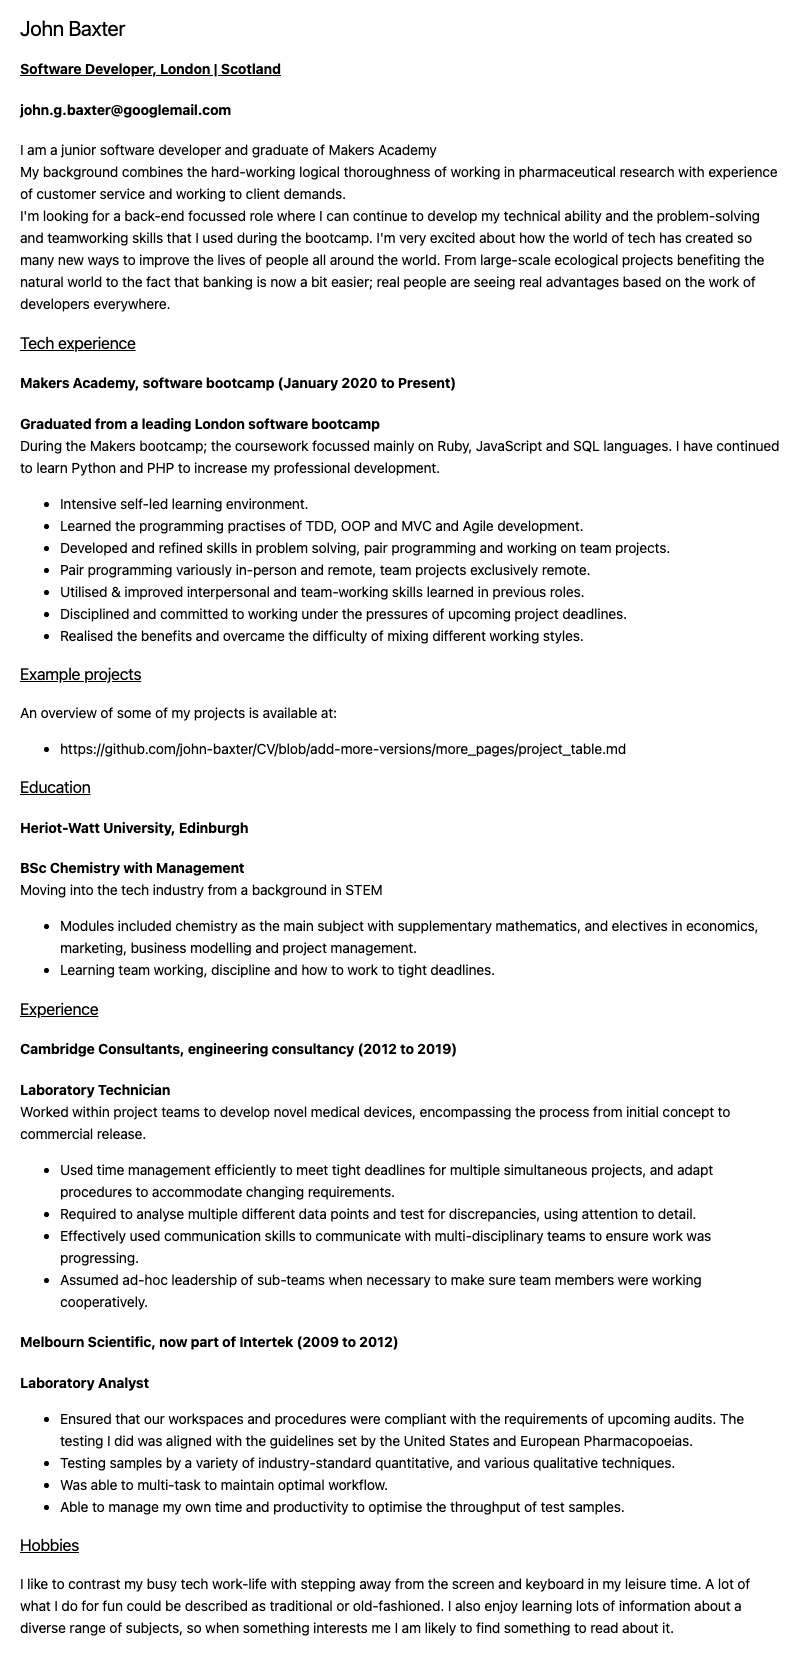 John Baxter
Software Developer, London | Scotland
john.g.baxter@googlemail.com
I am a junior software developer and graduate of Makers Academy
My background combines the hard-working logical thoroughness of working in pharmaceutical research with experience
of customer service and working to client demands.
I'm looking for a back-end focussed role where I can continue to develop my technical ability and the problem-solving
and teamworking skills that I used during the bootcamp. I'm very excited about how the world of tech has created so
many new ways to improve the lives of people all around the world. From large-scale ecological projects benefiting the
natural world to the fact that banking is now a bit easier; real people are seeing real advantages based on the work of
developers everywhere.
Tech experience
Makers Academy, software bootcamp (January 2020 to Present)
Graduated from a leading London software bootcamp
During the Makers bootcamp; the coursework focussed mainly on Ruby, JavaScript and SQL languages. I have continued
to learn Python and PHP to increase my professional development.
• Intensive self-led learning environment.
• Learned the programming practises of TDD, OOP and MVC and Agile development.
• Developed and refined skills in problem solving, pair programming and working on team projects.
• Pair programming variously in-person and remote, team projects exclusively remote.
• Utilised & improved interpersonal and team-working skills learned in previous roles.
• Disciplined and committed to working under the pressures of upcoming project deadlines.
• Realised the benefits and overcame the difficulty of mixing different working styles.
Example projects
An overview of some of my projects is available at:
• https://github.com/john-baxter/CV/blob/add-more-versions/more_pages/project_table.md
Education
Heriot-Watt University, Edinburgh
BSc Chemistry with Management
Moving into the tech industry from a background in STEM
• Modules included chemistry as the main subject with supplementary mathematics, and electives in economics,
marketing, business modelling and project management.
• Learning team working, discipline and how to work to tight deadlines.
Experience
Cambridge Consultants, engineering consultancy (2012 to 2019)
Laboratory Technician
Worked within project teams to develop novel medical devices, encompassing the process from initial concept to
commercial release.
• Used time management efficiently to meet tight deadlines for multiple simultaneous projects, and adapt
procedures to accommodate changing requirements.
• Required to analyse multiple different data points and test for discrepancies, using attention to detail.
• Effectively used communication skills to communicate with multi-disciplinary teams to ensure work was
progressing.
• Assumed ad-hoc leadership of sub-teams when necessary to make sure team members were working
cooperatively.
Melbourn Scientific, now part of Intertek (2009 to 2012)
Laboratory Analyst
• Ensured that our workspaces and procedures were compliant with the requirements of upcoming audits. The
testing I did was aligned with the guidelines set by the United States and European Pharmacopoeias.
• Testing samples by a variety of industry-standard quantitative, and various qualitative techniques.
• Was able to multi-task to maintain optimal workflow.
• Able to manage my own time and productivity to optimise the throughput of test samples.
Hobbies
I like to contrast my busy tech work-life with stepping away from the screen and keyboard in my leisure time. A lot of
what I do for fun could be described as traditional or old-fashioned. I also enjoy learning lots of information about a
diverse range of subjects, so when something interests me I am likely to find something to read about it.